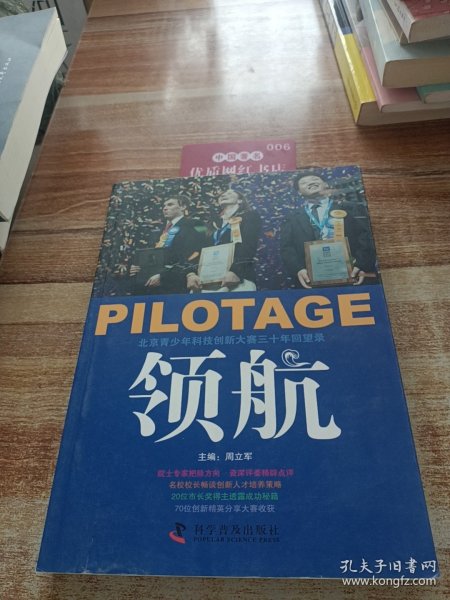 006
中国书店
优质网红书店
PILOTAGE
北京青少年科技创新大赛三十年回望录
领航
主编：周立军
院士专家把脉方向 资深评委精辟点评
名校校长畅谈创新人才培养策略
20位市长奖得主透露成功秘籍
70位创新精英分享大赛收获
科学普及出版社
POPULAR SCIENCE PRESS
孔夫子旧书网
www.kongfz.com